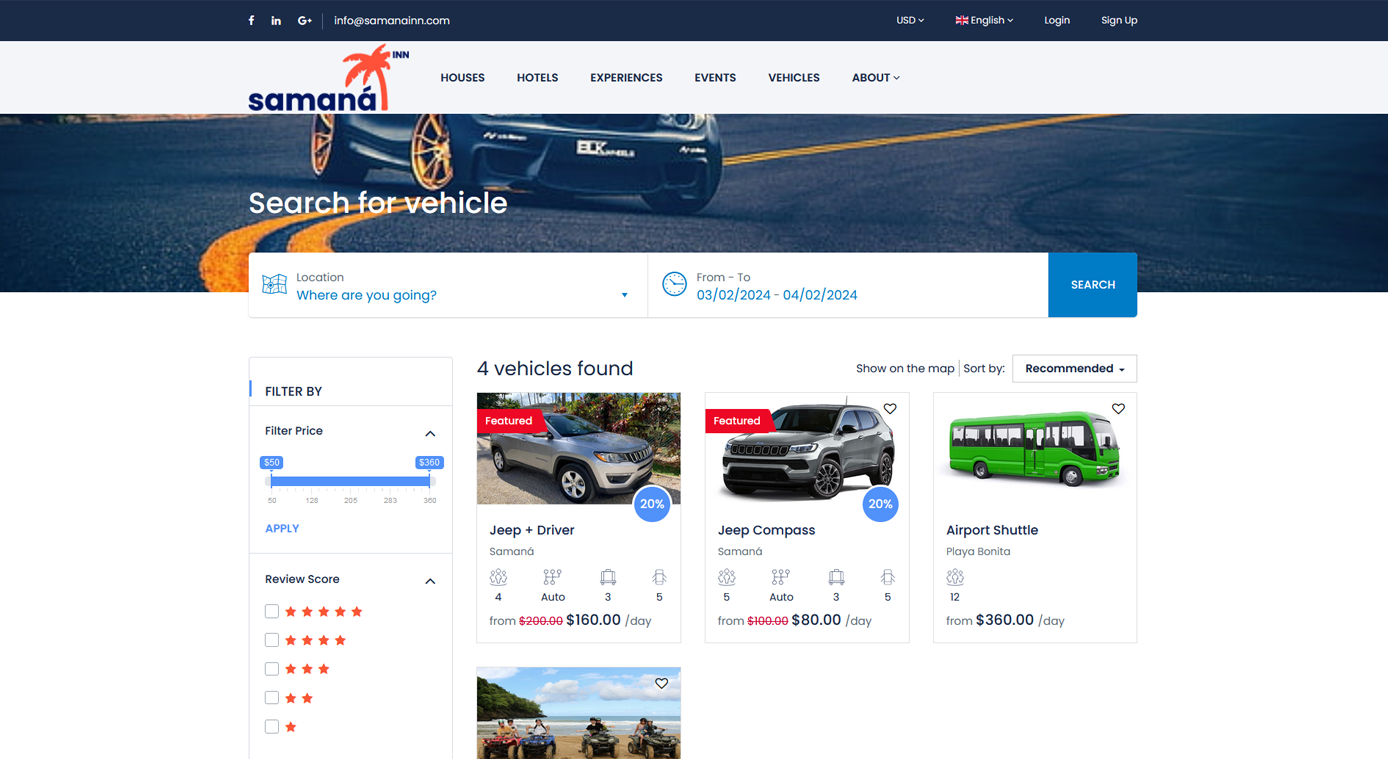 info@samanainn.com
USD
English
Login
Sign Up
samaná INN
HOUSES
HOTELS
EXPERIENCES
EVENTS
VEHICLES
ABOUT
Search for vehicle
Location
Where are you going?
From - To
03/02/2024 - 04/02/2024
SEARCH
FILTER BY
Filter Price
$50 $360
50 128 205 283 360
APPLY
Review Score
4 vehicles found
Show on the map
Sort by:
Recommended
Featured
20%
Jeep + Driver
Samaná
4 Auto 3 5
from $200.00 $160.00 /day
Featured
20%
Jeep Compass
Samaná
5 Auto 3 5
from $100.00 $80.00 /day
Airport Shuttle
Playa Bonita
12
from $360.00 /day